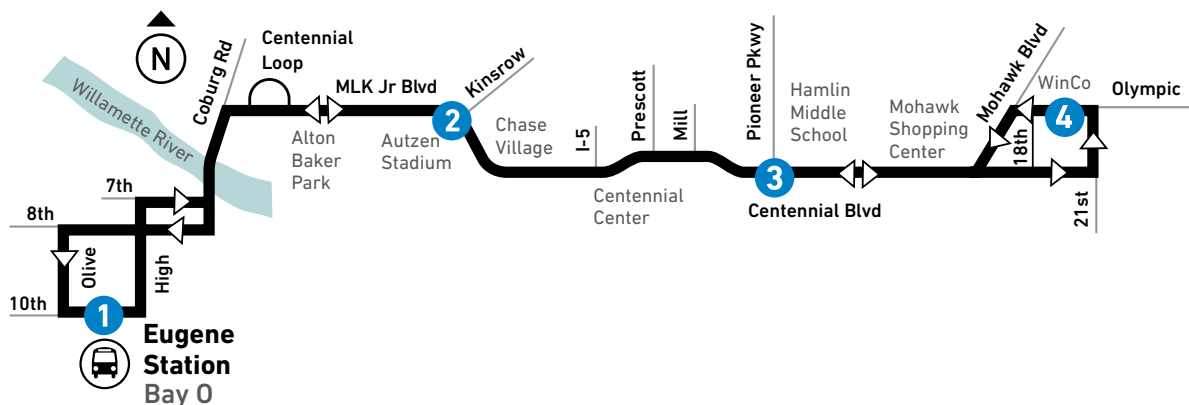 N
Willamette River
Coburg Rd
Centennial
Loop
MLK Jr Blvd
Alton
Baker
Park
Autzen
Stadium
2
Kinsrow
Chase
Village
I-5
Centennial
Center
Prescott
Mill
Pioneer Pkwy
3
Centennial Blvd
Hamlin
Middle
School
Mohawk
Shopping
Center
Mohawk Blvd
WinCo
4
18th
Olympic
21st
7th
8th
Olive
High
10th
1
Eugene
Station
Bay O